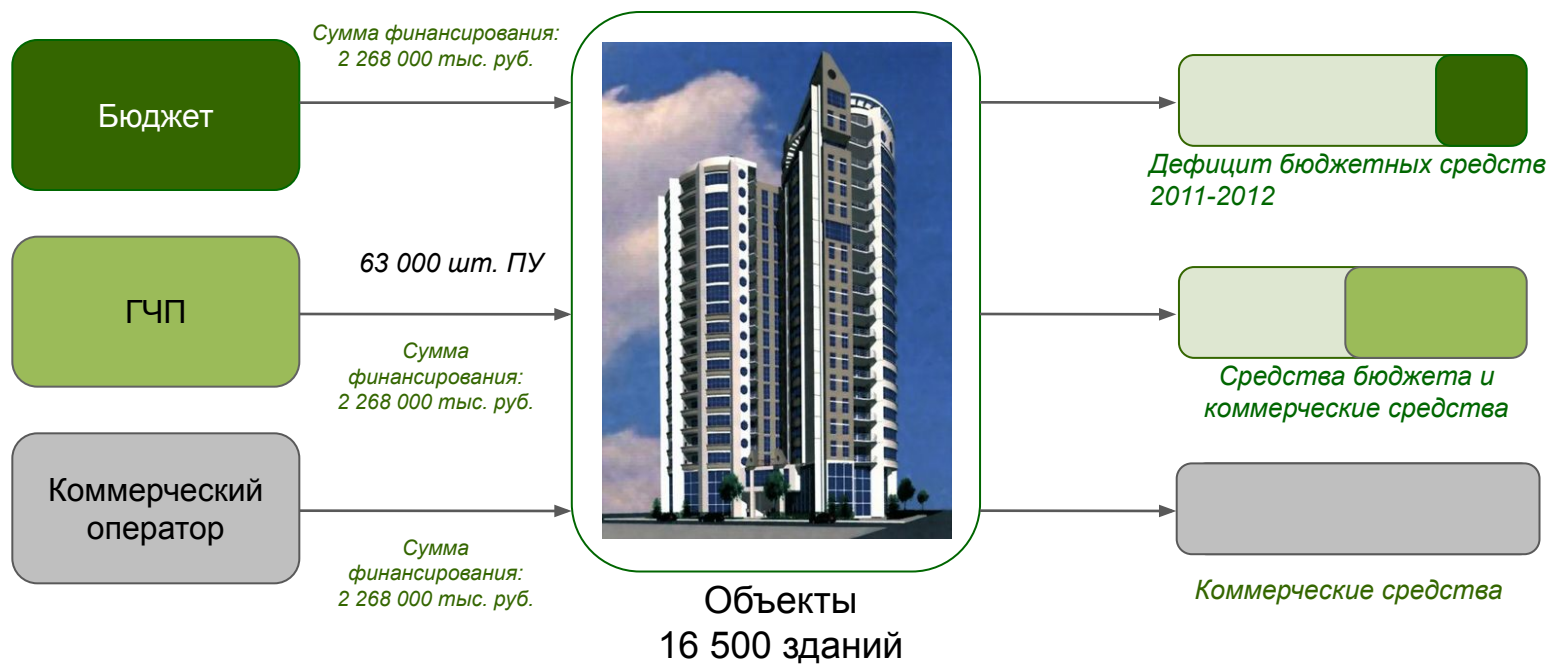 Сумма финансирования:
2 268 000 тыс. руб.
Бюджет
Дефицит бюджетных средств
2011-2012
63 000 шт. ПУ
ГЧП
Сумма
финансирования:
2 268 000 тыс. руб.
Средства бюджета и
коммерческие средства
Коммерческий
оператор
Сумма
финансирования:
2 268 000 тыс. руб.
Коммерческие средства
Объекты
16 500 зданий